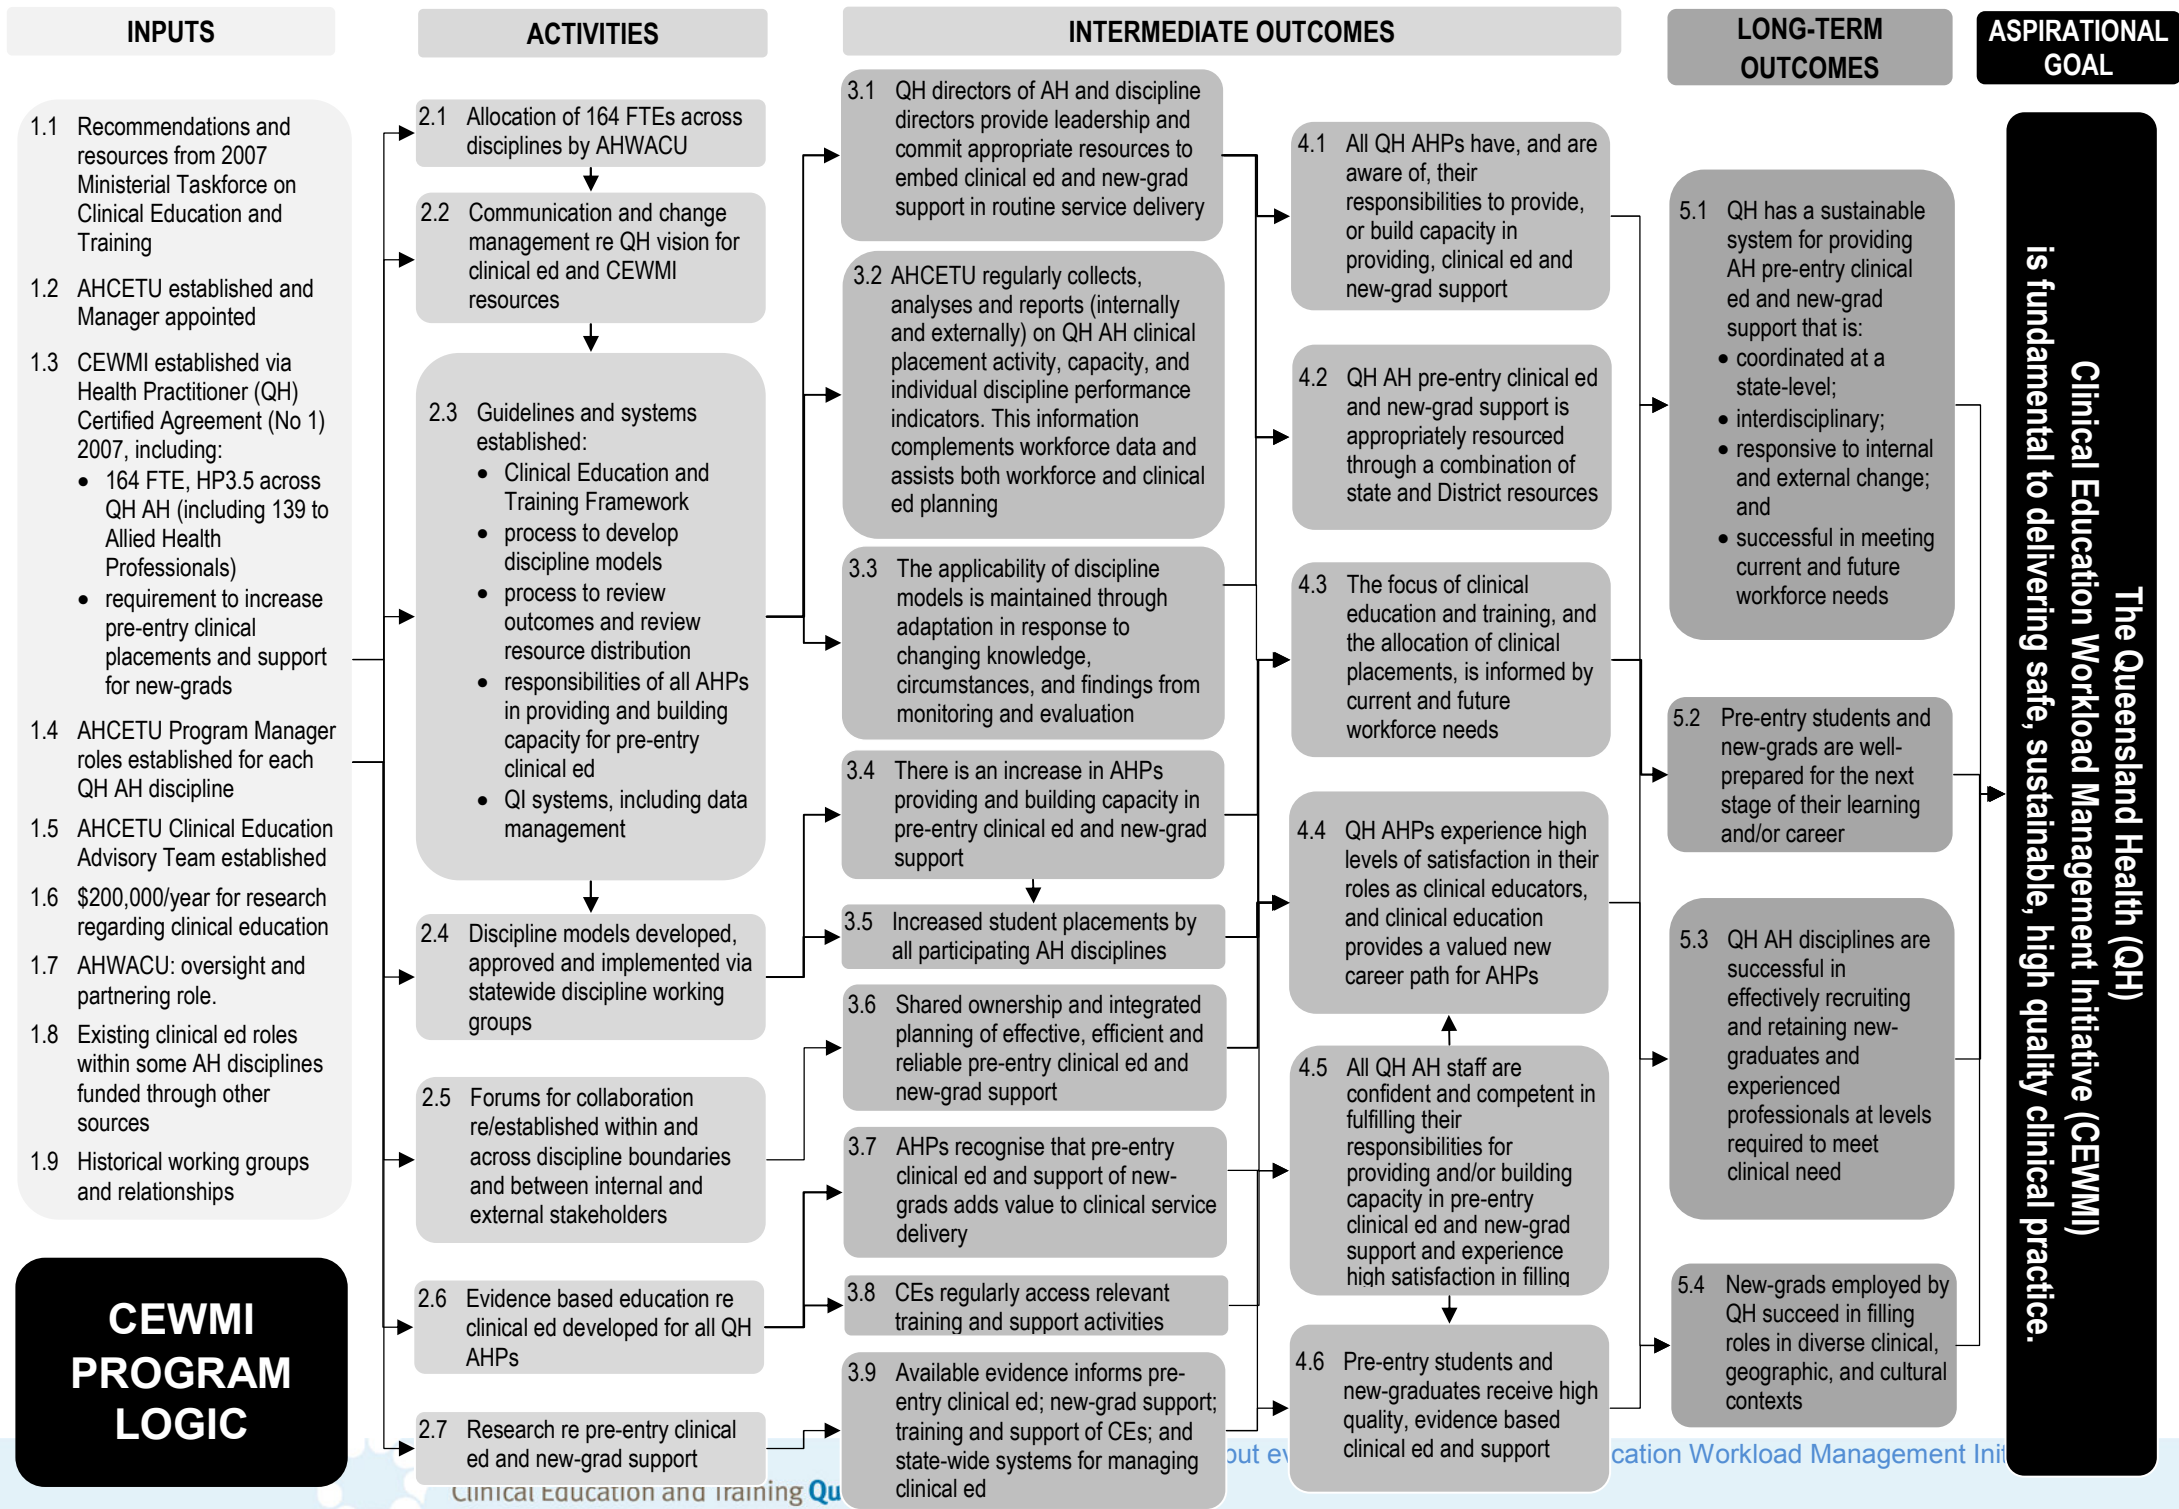 INPUTS
ACTIVITIES
INTERMEDIATE OUTCOMES
LONG-TERM
OUTCOMES
ASPIRATIONAL
GOAL
1.1 Recommendations and
resources from 2007
Ministerial Taskforce on
Clinical Education and
Training
1.2 AHCETU established and
Manager appointed
1.3 CEWMI established via
Health Practitioner (QH)
Certified Agreement (No 1)
2007, including:
• 164 FTE, HP3.5 across
QH AH (including 139 to
Allied Health
Professionals)
• requirement to increase
pre-entry clinical
placements and support
for new-grads
1.4 AHCETU Program Manager
roles established for each
QH AH discipline
1.5 AHCETU Clinical Education
Advisory Team established
1.6 $200,000/year for research
regarding clinical education
1.7 AHWACU: oversight and
partnering role.
1.8 Existing clinical ed roles
within some AH disciplines
funded through other
sources
1.9 Historical working groups
and relationships
CEWMI
PROGRAM
LOGIC
2.1 Allocation of 164 FTEs across
disciplines by AHWACU
2.2 Communication and change
management re QH vision for
clinical ed and CEWMI
resources
2.3 Guidelines and systems
established:
• Clinical Education and
Training Framework
• process to develop
discipline models
• process to review
outcomes and review
resource distribution
• responsibilities of all AHPs
in providing and building
capacity for pre-entry
clinical ed
• QI systems, including data
management
2.4 Discipline models developed,
approved and implemented via
statewide discipline working
groups
2.5 Forums for collaboration
re/established within and
across discipline boundaries
and between internal and
external stakeholders
2.6 Evidence based education re
clinical ed developed for all QH
AHPs
2.7 Research re pre-entry clinical
ed and new-grad support
3.1 QH directors of AH and discipline
directors provide leadership and
commit appropriate resources to
embed clinical ed and new-grad
support in routine service delivery
3.2 AHCETU regularly collects,
analyses and reports (internally
and externally) on QH AH clinical
placement activity, capacity, and
individual discipline performance
indicators. This information
complements workforce data and
assists both workforce and clinical
ed planning
3.3 The applicability of discipline
models is maintained through
adaptation in response to
changing knowledge,
circumstances, and findings from
monitoring and evaluation
3.4 There is an increase in AHPs
providing and building capacity in
pre-entry clinical ed and new-grad
support
3.5 Increased student placements by
all participating AH disciplines
3.6 Shared ownership and integrated
planning of effective, efficient and
reliable pre-entry clinical ed and
new-grad support
3.7 AHPs recognise that pre-entry
clinical ed and support of new-
grads adds value to clinical service
delivery
3.8 CEs regularly access relevant
training and support activities
3.9 Available evidence informs pre-
entry clinical ed; new-grad support;
training and support of CEs; and
state-wide systems for managing
clinical ed
4.1 All QH AHPs have, and are
aware of, their
responsibilities to provide,
or build capacity in
providing, clinical ed and
new-grad support
4.2 QH AH pre-entry clinical ed
and new-grad support is
appropriately resourced
through a combination of
state and District resources
4.3 The focus of clinical
education and training, and
the allocation of clinical
placements, is informed by
current and future
workforce needs
4.4 QH AHPs experience high
levels of satisfaction in their
roles as clinical educators,
and clinical education
provides a valued new
career path for AHPs
4.5 All QH AH staff are
confident and competent in
fulfilling their
responsibilities for
providing and/or building
capacity in pre-entry
clinical ed and new-grad
support and experience
high satisfaction in filling
4.6 Pre-entry students and
new-graduates receive high
quality, evidence based
clinical ed and support
5.1 QH has a sustainable
system for providing
AH pre-entry clinical
ed and new-grad
support that is:
• coordinated at a
state-level;
• interdisciplinary;
• responsive to internal
and external change;
and
• successful in meeting
current and future
workforce needs
5.2 Pre-entry students and
new-grads are well-
prepared for the next
stage of their learning
and/or career
5.3 QH AH disciplines are
successful in
effectively recruiting
and retaining new-
graduates and
experienced
professionals at levels
required to meet
clinical need
5.4 New-grads employed by
QH succeed in filling
roles in diverse clinical,
geographic, and cultural
contexts
The Queensland Health (QH)
Clinical Education Workload Management Initiative (CEWMI)
is fundamental to delivering safe, sustainable, high quality clinical practice.
cation Workload Management Init
Clinical Education and Training Qu